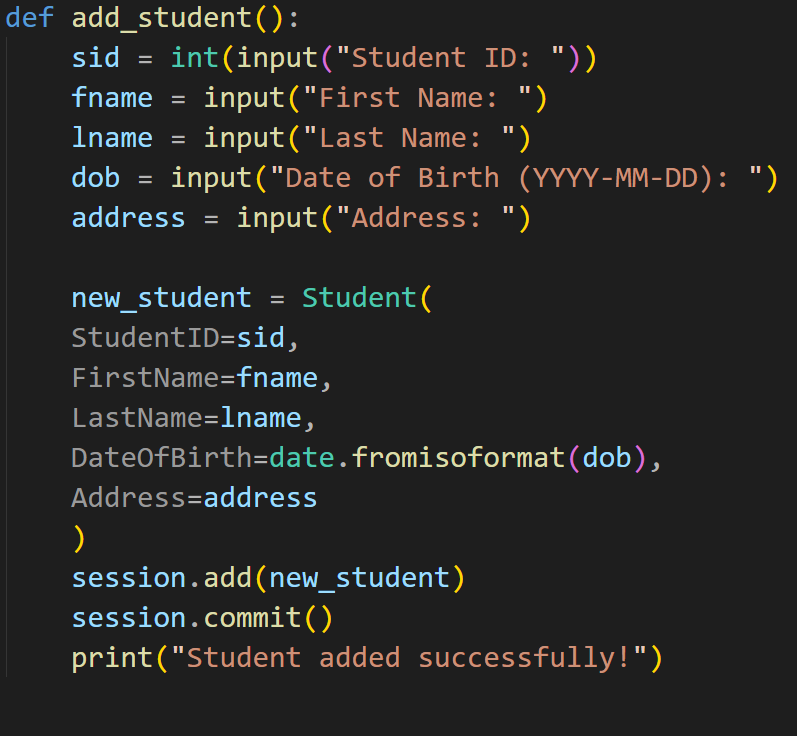 def add_student():
    sid = int(input("Student ID: "))
    fname = input("First Name: ")
    lname = input("Last Name: ")
    dob = input("Date of Birth (YYYY-MM-DD): ")
    address = input("Address: ")

    new_student = Student(
    StudentID=sid,
    FirstName=fname,
    LastName=lname,
    DateOfBirth=date.fromisoformat(dob),
    Address=address
    )
    session.add(new_student)
    session.commit()
    print("Student added successfully!")